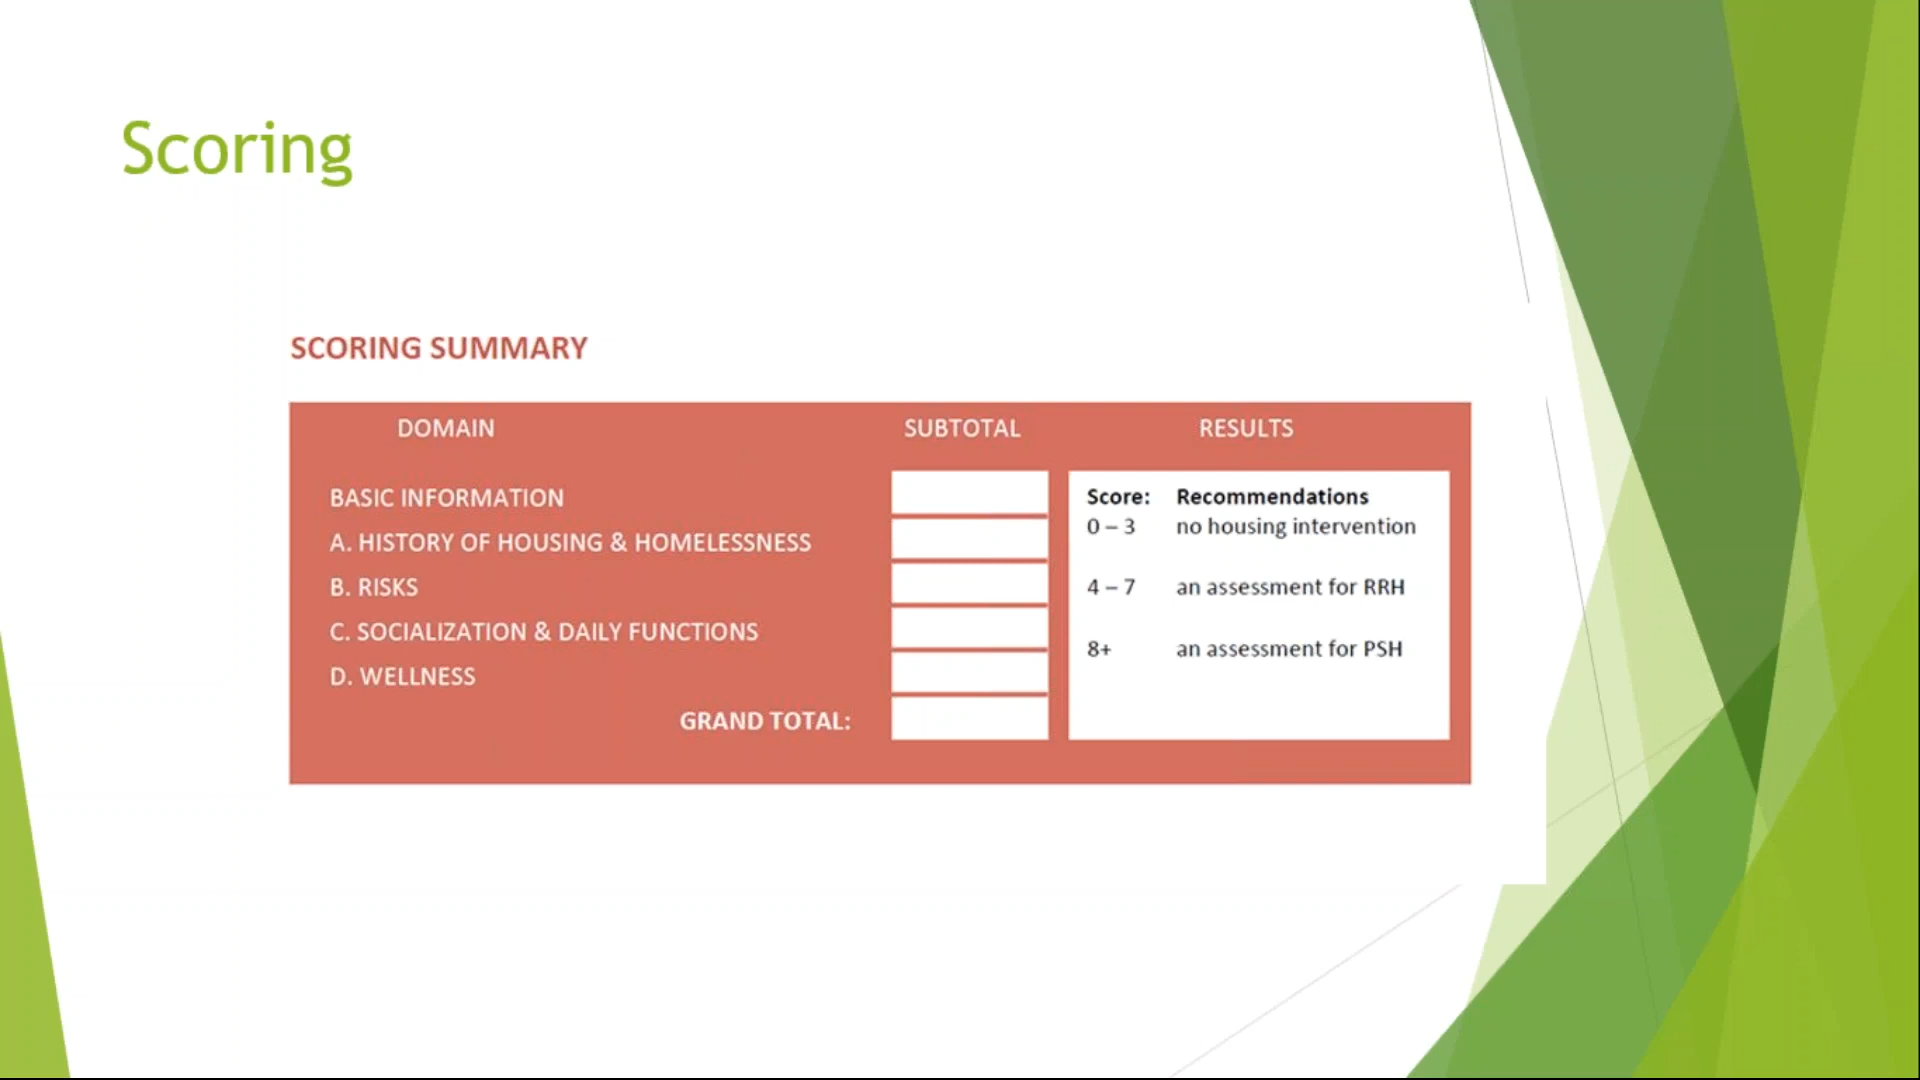 Scoring
SCORING SUMMARY
DOMAIN SUBTOTAL RESULTS
BASIC INFORMATION
A. HISTORY OF HOUSING & HOMELESSNESS
B. RISKS
C. SOCIALIZATION & DAILY FUNCTIONS
D. WELLNESS
GRAND TOTAL:
Score: Recommendations
0 – 3 no housing intervention
4 – 7 an assessment for RRH
8+ an assessment for PSH